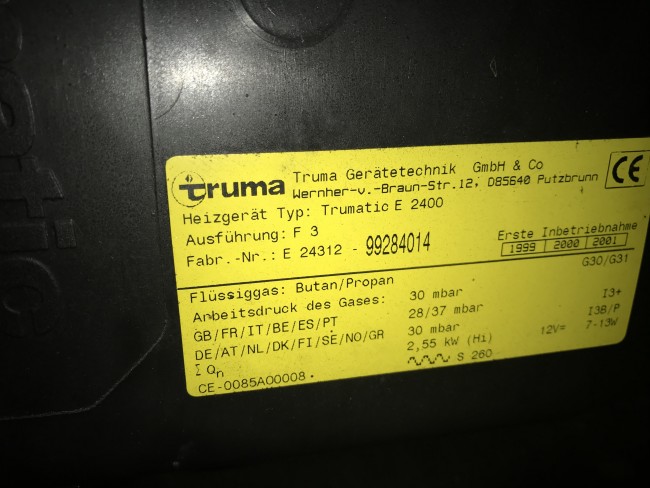 truma
Truma Gerätetechnik GmbH & Co
Wernher-v.-Braun-Str.12, D85640 Putzbrunn
CE
Heizgerät Typ: Trumatic E 2400
Ausführung: F 3
Fabr.-Nr.: E 24312 - 99284014
Erste Inbetriebnahme
1999 2000 2001
Flüssiggas: Butan/Propan G30/G31
Arbeitsdruck des Gases: 30 mbar I3+
GB/FR/IT/BE/ES/PT 28/37 mbar I3B/P
DE/AT/NL/DK/FI/SE/NO/GR 30 mbar 12V= 7-13W
Σ Qn 2,55 kW (Hi)
CE-0085A00008. S 260